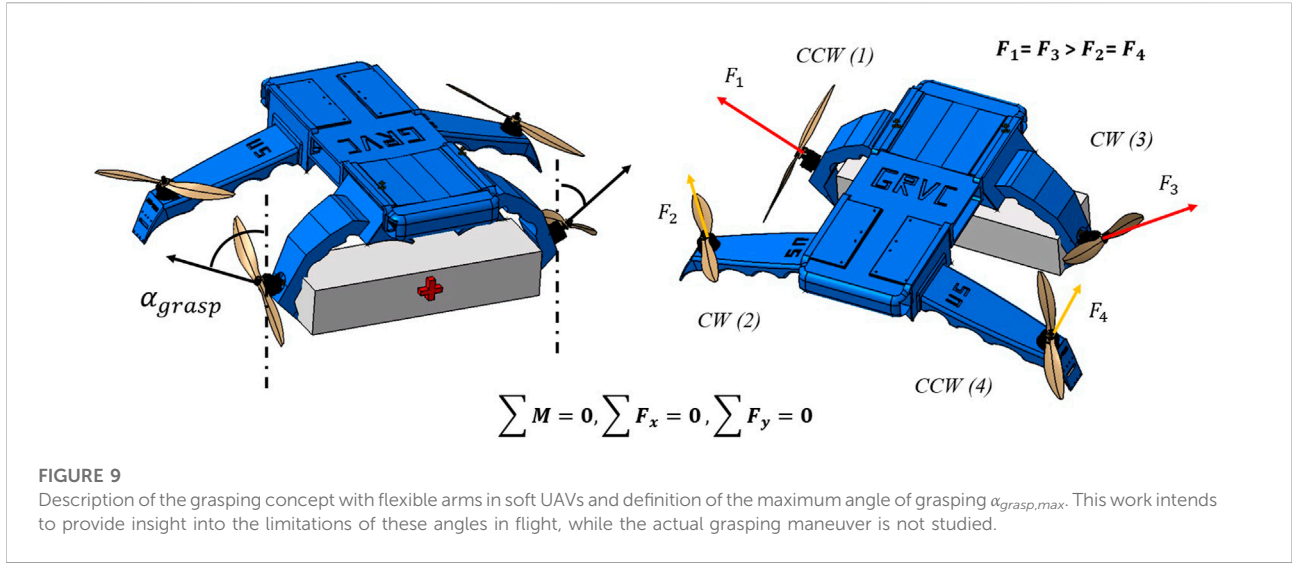 GRVC
US
α_grasp
CCW (1)
F₁ = F₃ > F₂ = F₄
F₁
CW (3)
F₃
GRVC
F₂
US
US
CW (2)
F₄
CCW (4)
∑ M = 0, ∑ Fₓ = 0, ∑ F_y = 0
FIGURE 9
Description of the grasping concept with flexible arms in soft UAVs and definition of the maximum angle of grasping α_grasp,max. This work intends
to provide insight into the limitations of these angles in flight, while the actual grasping maneuver is not studied.